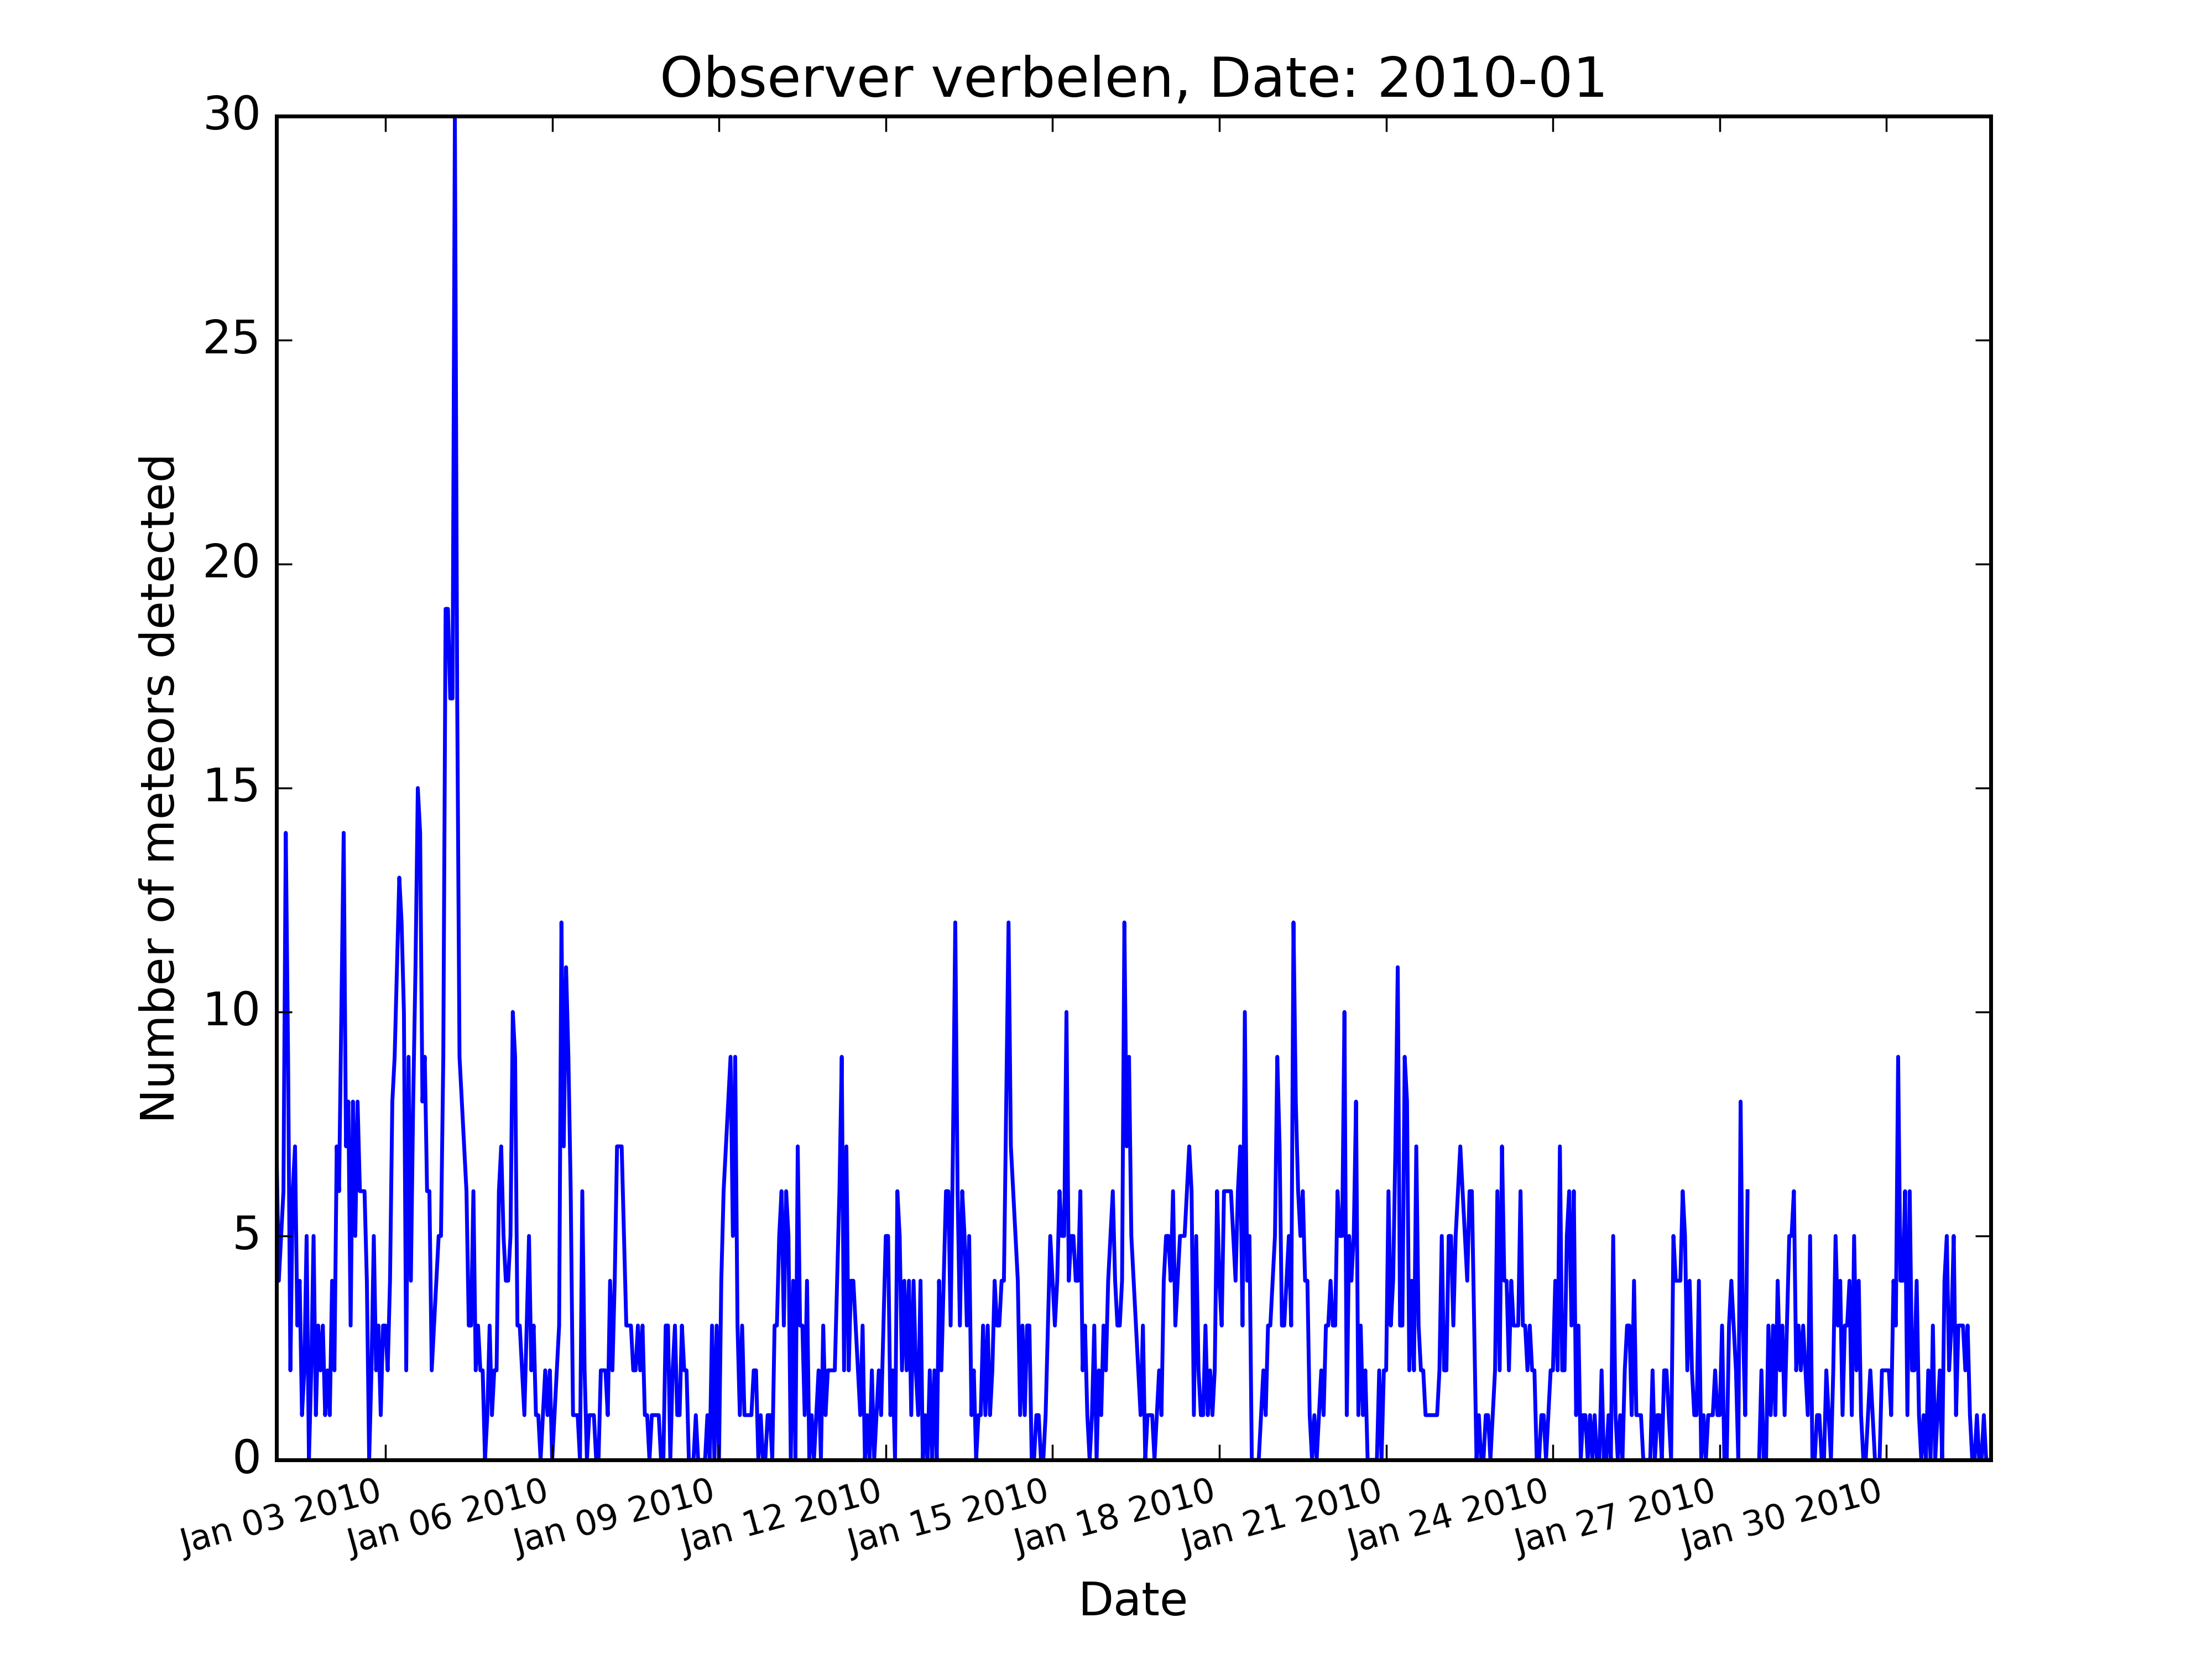 Observer verbelen, Date: 2010-01
Number of meteors detected
30
25
20
15
10
5
0
Jan 03 2010
Jan 06 2010
Jan 09 2010
Jan 12 2010
Jan 15 2010
Jan 18 2010
Jan 21 2010
Jan 24 2010
Jan 27 2010
Jan 30 2010
Date